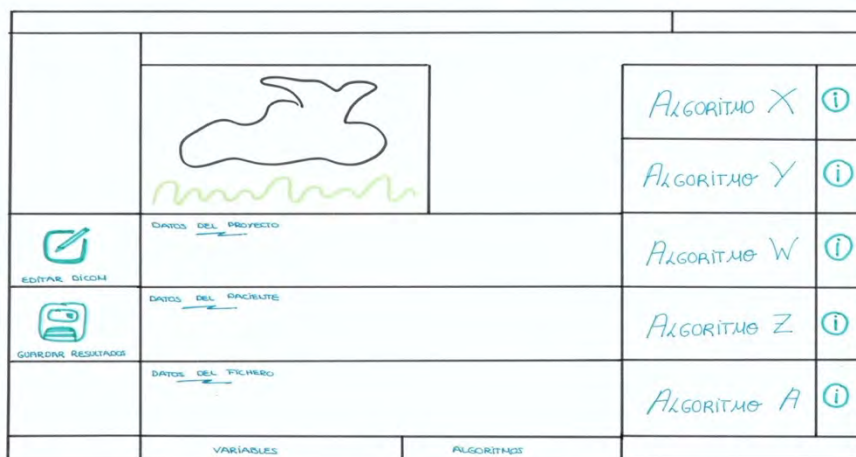 ALGORITMO X
ALGORITMO Y
DATOS DEL PROYECTO
EDITAR DICOM
ALGORITMO W
DATOS DEL PACIENTE
GUARDAR RESULTADOS
ALGORITMO Z
DATOS DEL FICHERO
ALGORITMO A
VARIABLES
ALGORITMOS